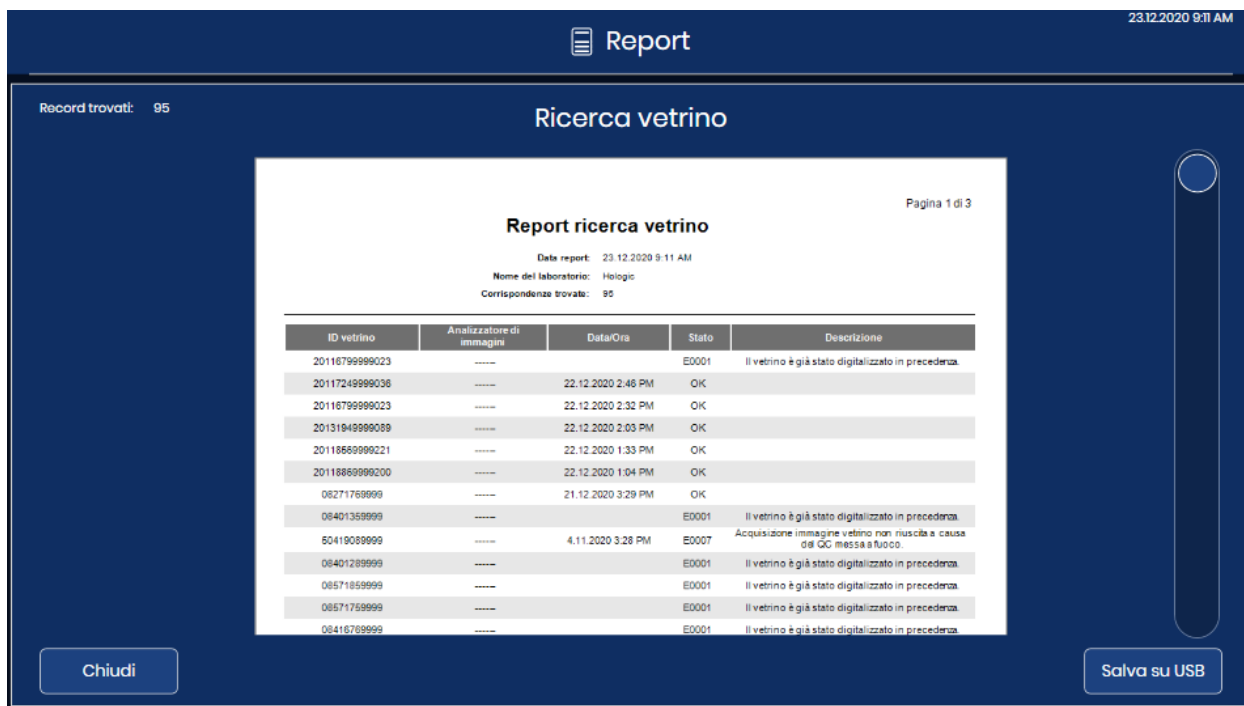 23.12.2020 9:11 AM
Report
Record trovati: 95
Ricerca vetrino
Pagina 1 di 3
Report ricerca vetrino
Data report: 23.12.2020 9:11 AM
Nome del laboratorio: Hologic
Corrispondenze trovate: 95
ID vetrino Analizzatore di immagini Data/Ora Stato Descrizione
20116799999023 ------ E0001 Il vetrino è già stato digitalizzato in precedenza.
20117249999036 ------ 22.12.2020 2:46 PM OK
20116799999023 ------ 22.12.2020 2:32 PM OK
20131949999089 ------ 22.12.2020 2:03 PM OK
20118669999221 ------ 22.12.2020 1:33 PM OK
20118869999200 ------ 22.12.2020 1:04 PM OK
08271769999 ------ 21.12.2020 3:29 PM OK
08401359999 ------ E0001 Il vetrino è già stato digitalizzato in precedenza.
60419089999 ------ 4.11.2020 3:28 PM E0007 Acquisizione immagine vetrino non riuscita a causa del QC messa a fuoco.
08401289999 ------ E0001 Il vetrino è già stato digitalizzato in precedenza.
08571859999 ------ E0001 Il vetrino è già stato digitalizzato in precedenza.
08571759999 ------ E0001 Il vetrino è già stato digitalizzato in precedenza.
08416769999 ------ E0001 Il vetrino è già stato digitalizzato in precedenza.
Chiudi
Salva su USB